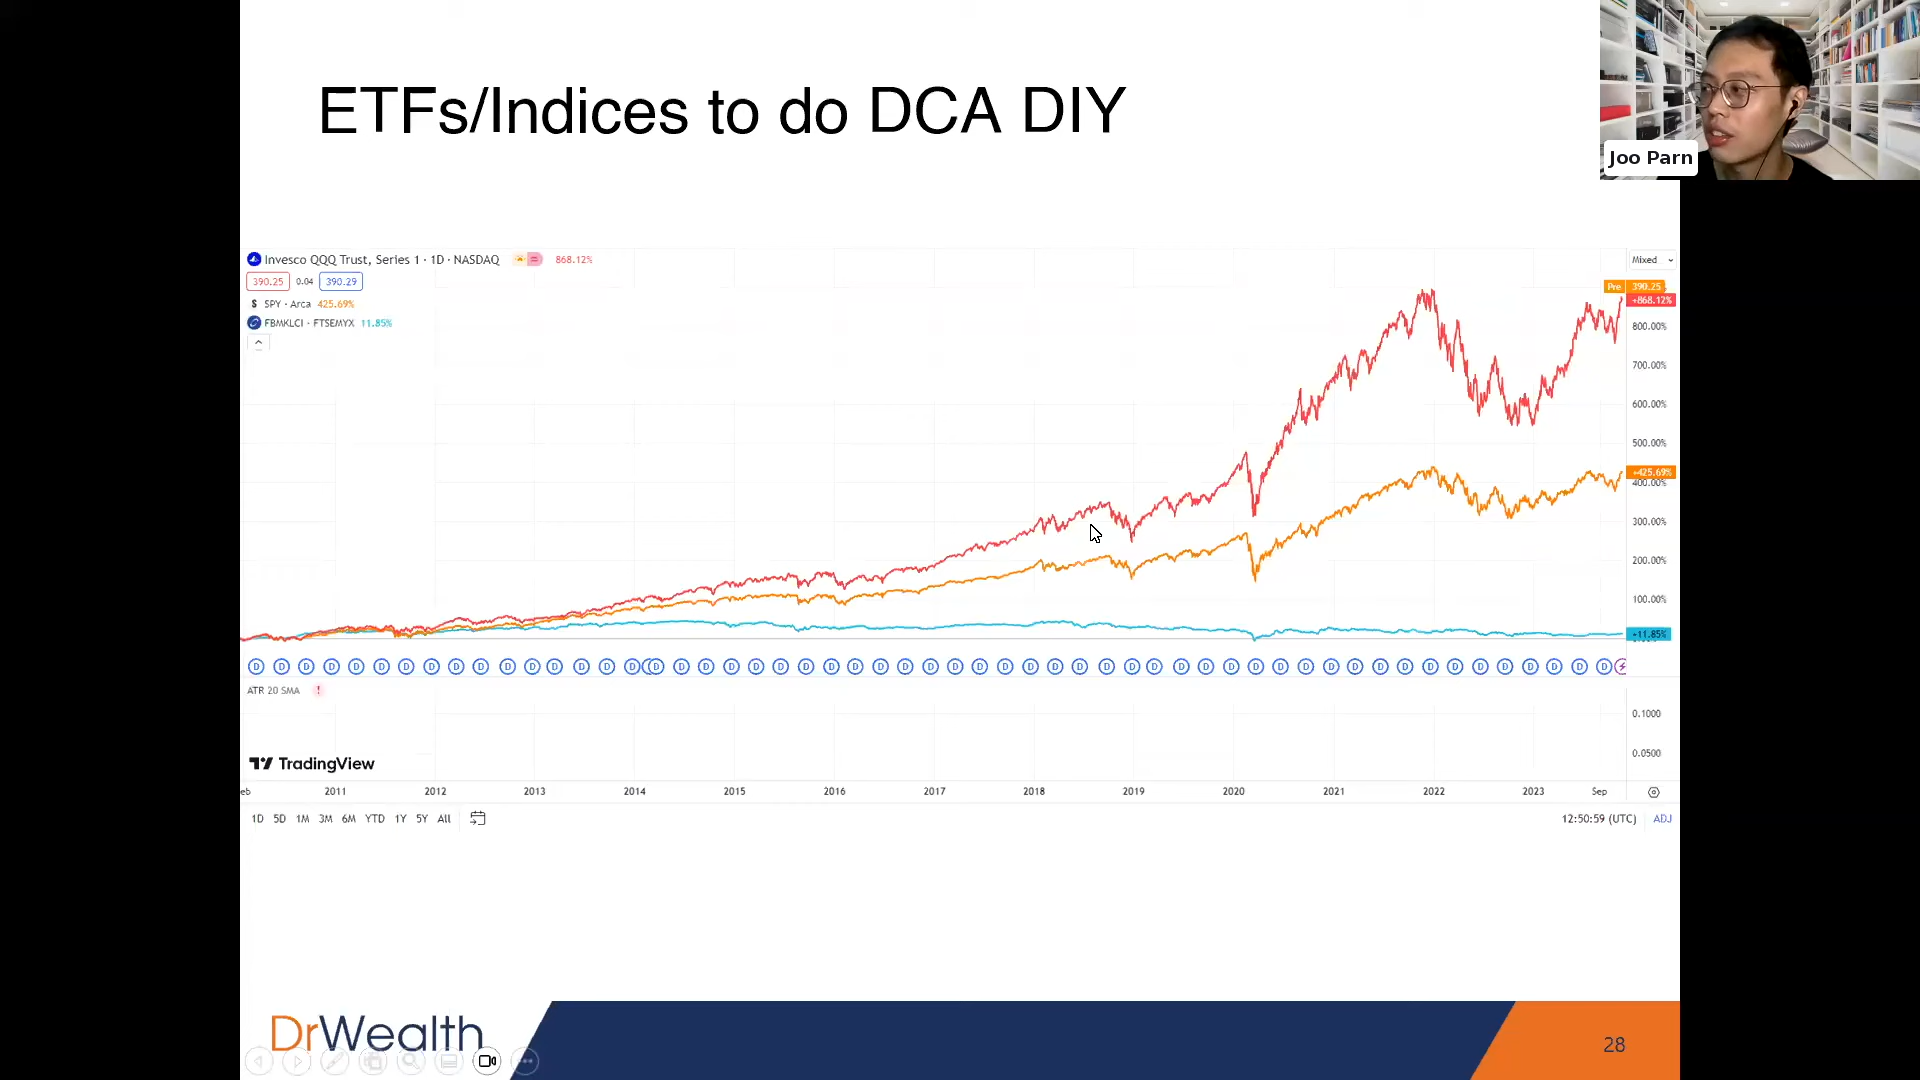 ETFs/Indices to do DCA DIY
Joo Parn
Invesco QQQ Trust, Series 1 · 1D · NASDAQ 868.12%
390.25 0.04 390.29
SPY · Arca 425.69%
FBMKLCI · FTSEMYX 11.85%
Mixed
Pre 390.25
+868.12%
800.00%
700.00%
600.00%
500.00%
+425.69%
400.00%
300.00%
200.00%
100.00%
+11.85%
D D D D D D D D D D D D D D D D D D D D D D D D D D D D D D D D D D D D D D D D D D D D D D D D D D D D D D D D
ATR 20 SMA !
0.1000
0.0500
TradingView
eb 2011 2012 2013 2014 2015 2016 2017 2018 2019 2020 2021 2022 2023 Sep
1D 5D 1M 3M 6M YTD 1Y 5Y All 12:50:59 (UTC) ADJ
DrWealth
28